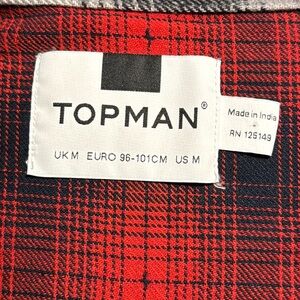 TOPMAN®
UK M EURO 96-101CM US M
Made in India
RN 125149